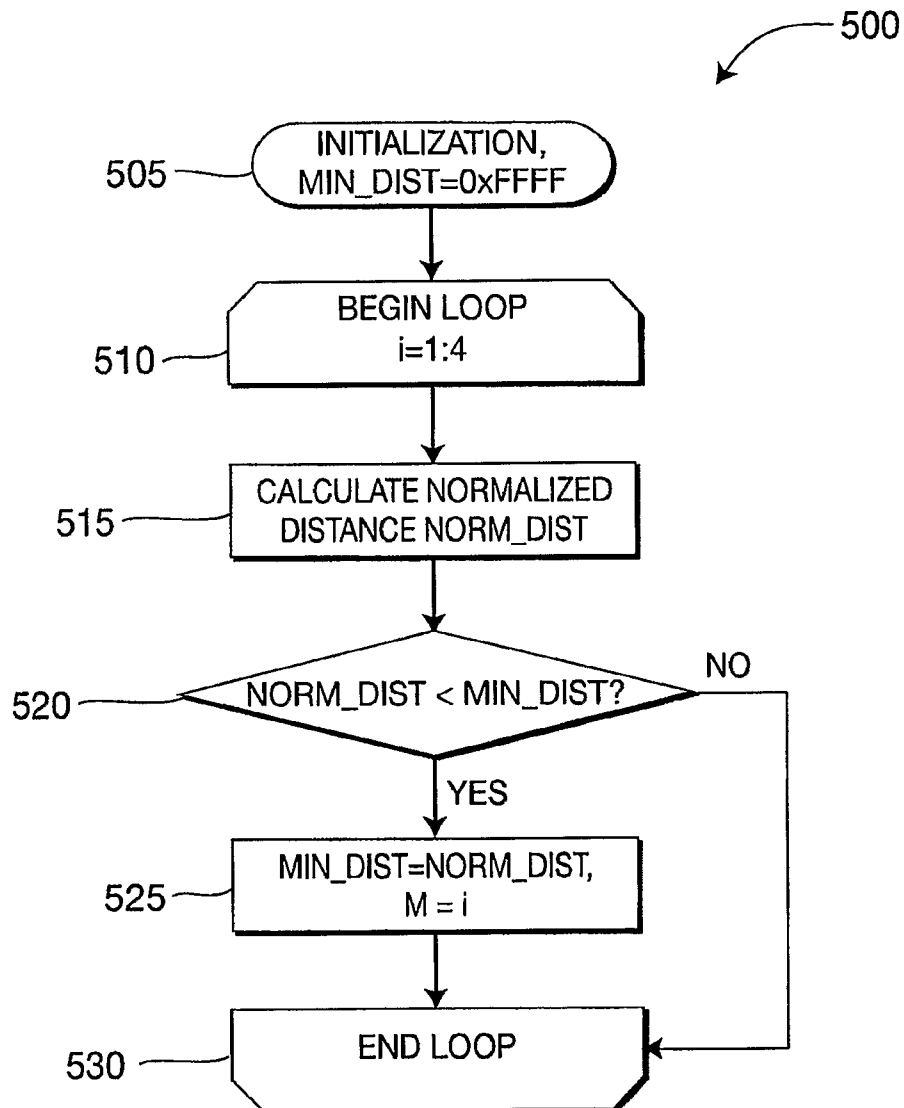 500
505
INITIALIZATION,
MIN_DIST=0xFFFF
510
BEGIN LOOP
i=1:4
515
CALCULATE NORMALIZED
DISTANCE NORM_DIST
520
NORM_DIST < MIN_DIST?
NO
YES
525
MIN_DIST=NORM_DIST,
M = i
530
END LOOP